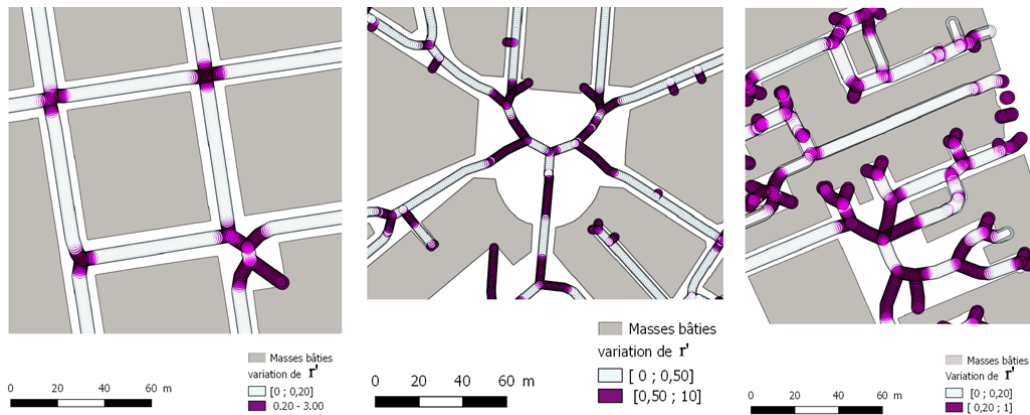 Masses bâties
variation de r'
[0 ; 0,20]
0.20 - 3.00
0 20 40 60 m
Masses bâties
variation de r'
[ 0 ; 0,50]
[0,50 ; 10]
0 20 40 60 m
Masses bâties
Variation de r'
[0 ; 0,20]
[ 0,20 ; 1]
0 20 40 60 m